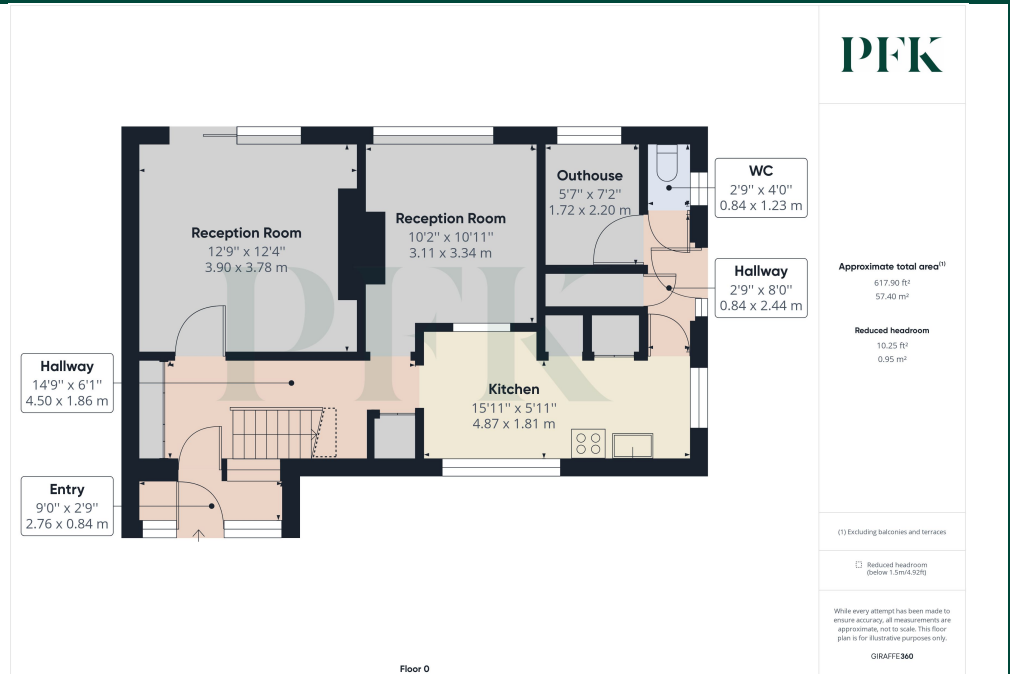 PFK
WC
2'9'' x 4'0''
0.84 x 1.23 m
Outhouse
5'7'' x 7'2''
1.72 x 2.20 m
Reception Room
12'9'' x 12'4''
3.90 x 3.78 m
Reception Room
10'2'' x 10'11''
3.11 x 3.34 m
Hallway
2'9'' x 8'0''
0.84 x 2.44 m
PFK
Hallway
14'9'' x 6'1''
4.50 x 1.86 m
Kitchen
15'11'' x 5'11''
4.87 x 1.81 m
Entry
9'0'' x 2'9''
2.76 x 0.84 m
Floor 0
Approximate total area(1)
617.90 ft²
57.40 m²
Reduced headroom
10.25 ft²
0.95 m²
(1) Excluding balconies and terraces
Reduced headroom
(below 1.5m/4.92ft)
While every attempt has been made to
ensure accuracy, all measurements are
approximate, not to scale. This floor
plan is for illustrative purposes only.
GIRAFFE360